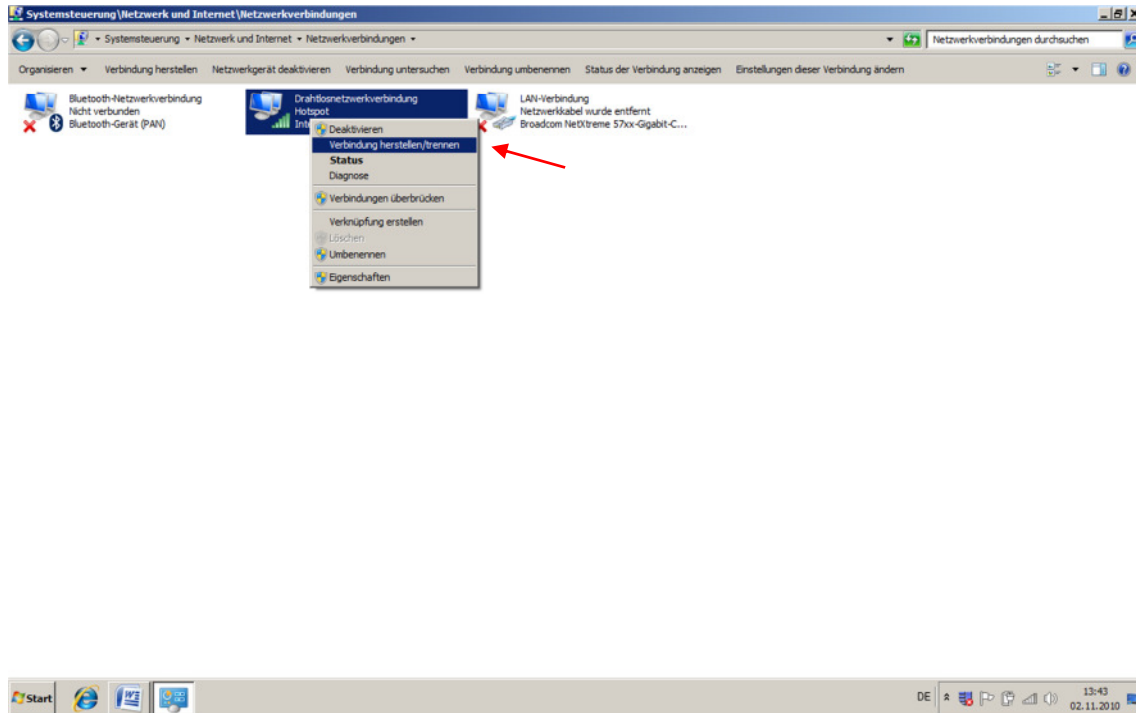 Systemsteuerung\Netzwerk und Internet\Netzwerkverbindungen
Systemsteuerung Netzwerk und Internet Netzwerkverbindungen
Netzwerkverbindungen durchsuchen
Organisieren Verbindung herstellen Netzwerkgerät deaktivieren Verbindung untersuchen Verbindung umbenennen Status der Verbindung anzeigen Einstellungen dieser Verbindung ändern
Bluetooth-Netzwerkverbindung
Nicht verbunden
Bluetooth-Gerät (PAN)
Drahtlosnetzwerkverbindung
Hotspot
LAN-Verbindung
Netzwerkkabel wurde entfernt
Broadcom NetXtreme 57xx-Gigabit-C...
Deaktivieren
Verbindung herstellen/trennen
Status
Diagnose
Verbindungen überbrücken
Verknüpfung erstellen
Löschen
Umbenennen
Eigenschaften
Start
DE
13:43
02.11.2010